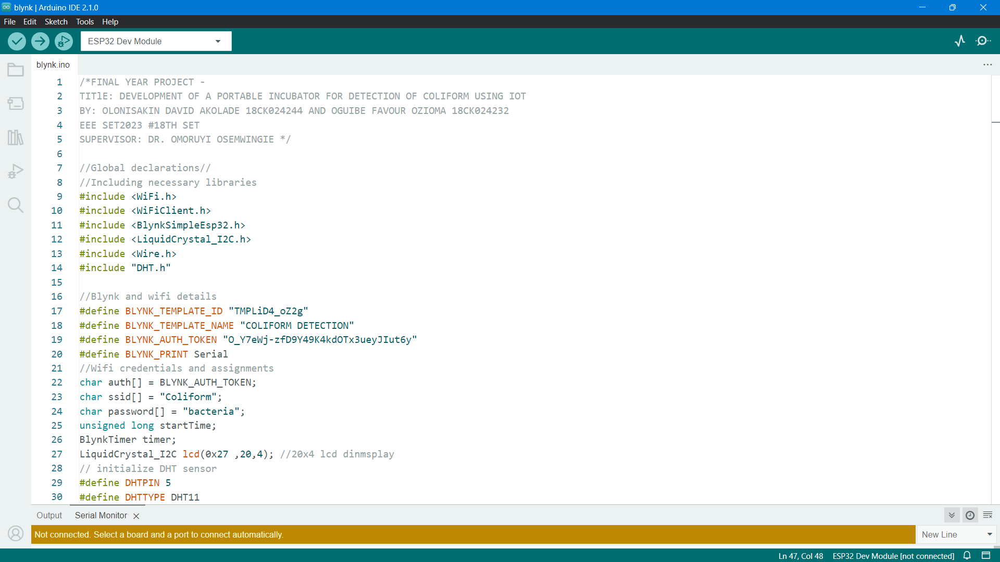 blynk | Arduino IDE 2.1.0
File Edit Sketch Tools Help
ESP32 Dev Module
blynk.ino
1 /*FINAL YEAR PROJECT -
2 TITlE: DEVELOPMENT OF A PORTABLE INCUBATOR FOR DETECTION OF COLIFORM USING IOT
3 BY: OLONISAKIN DAVID AKOLADE 18CK024244 AND OGUIBE FAVOUR OZIOMA 18CK024232
4 EEE SET2023 #18TH SET
5 SUPERVISOR: DR. OMORUYI OSEMWINGIE */
6
7 //Global declarations//
8 //Including necessary libraries
9 #include <WiFi.h>
10 #include <WiFiClient.h>
11 #include <BlynkSimpleEsp32.h>
12 #include <LiquidCrystal_I2C.h>
13 #include <Wire.h>
14 #include "DHT.h"
15
16 //Blynk and wifi details
17 #define BLYNK_TEMPLATE_ID "TMPLiD4_oZ2g"
18 #define BLYNK_TEMPLATE_NAME "COLIFORM DETECTION"
19 #define BLYNK_AUTH_TOKEN "O_Y7eWj-zfD9Y49K4kdOTx3ueyJIut6y"
20 #define BLYNK_PRINT Serial
21 //Wifi credentials and assignments
22 char auth[] = BLYNK_AUTH_TOKEN;
23 char ssid[] = "Coliform";
24 char password[] = "bacteria";
25 unsigned long startTime;
26 BlynkTimer timer;
27 LiquidCrystal_I2C lcd(0x27 ,20,4); //20x4 lcd dinmsplay
28 // initialize DHT sensor
29 #define DHTPIN 5
30 #define DHTTYPE DHT11
Output Serial Monitor
Not connected. Select a board and a port to connect automatically.
New Line
Ln 47, Col 48 ESP32 Dev Module [not connected]